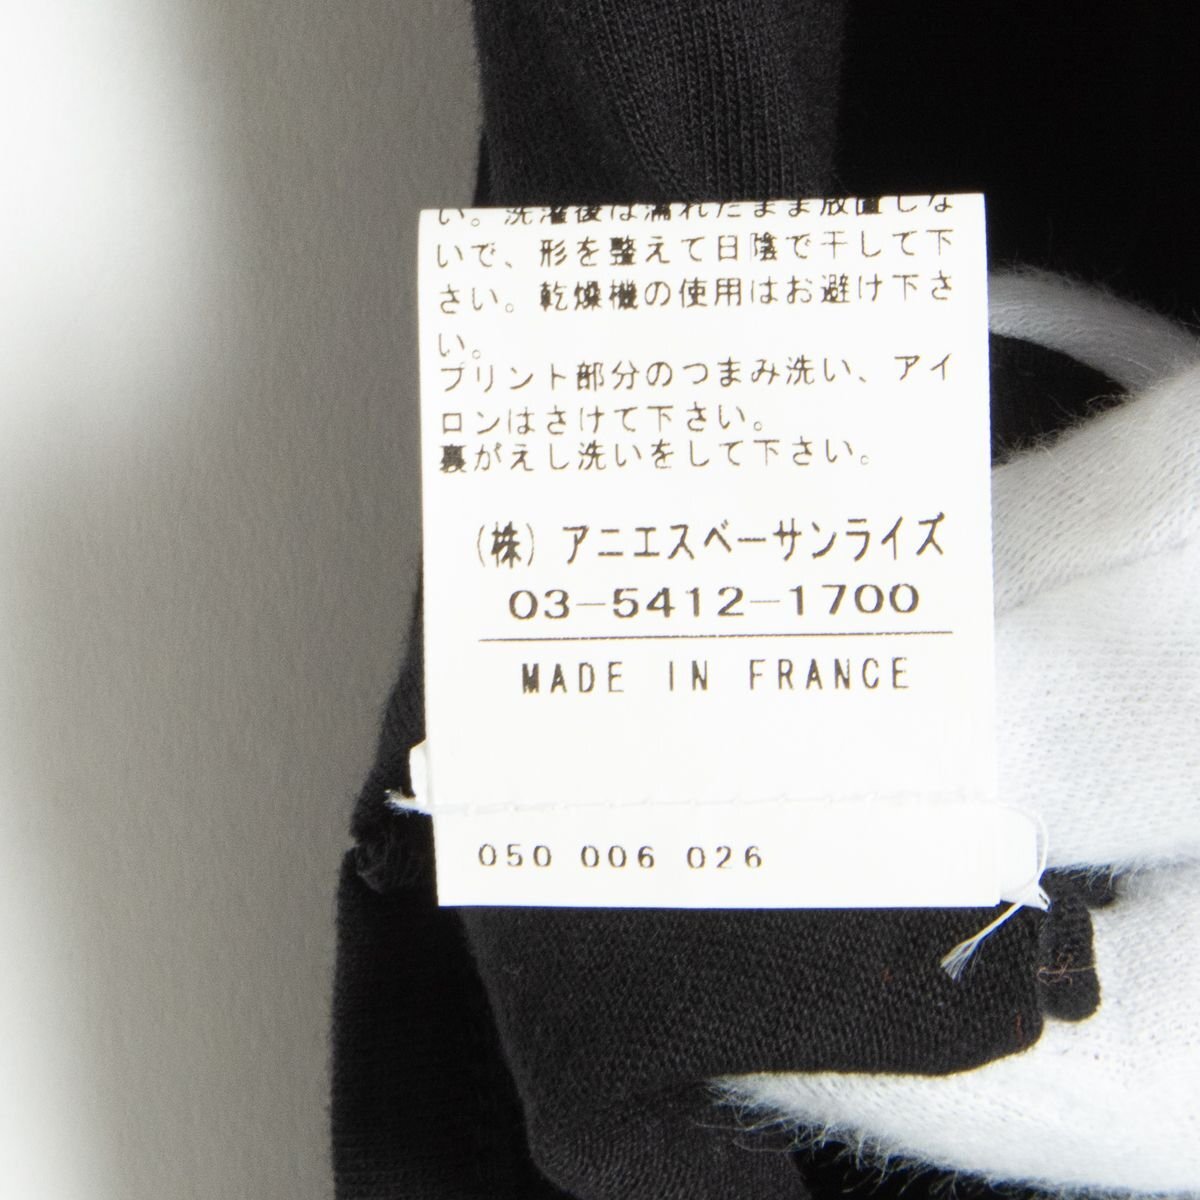 い。洗濯後は濡れたまま放置しな
いで、形を整えて日陰で干して下
さい。乾燥機の使用はお避け下さ
い。
プリント部分のつまみ洗い、アイ
ロンはさけて下さい。
裏がえし洗いをして下さい。
(株) アニエスベーサンライズ
03-5412-1700
MADE IN FRANCE
050 006 026